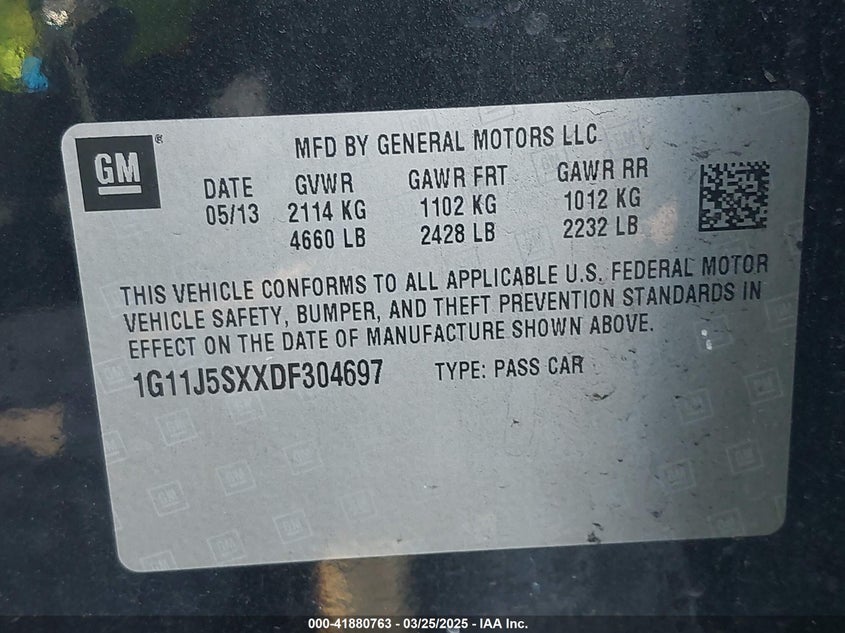 GM ®
MFD BY GENERAL MOTORS LLC
DATE GVWR GAWR FRT GAWR RR
05/13 2114 KG 1102 KG 1012 KG
4660 LB 2428 LB 2232 LB
THIS VEHICLE CONFORMS TO ALL APPLICABLE U.S. FEDERAL MOTOR
VEHICLE SAFETY, BUMPER, AND THEFT PREVENTION STANDARDS IN
EFFECT ON THE DATE OF MANUFACTURE SHOWN ABOVE.
1G11J5SXXDF304697 TYPE: PASS CAR
000-41880763 - 03/25/2025 - IAA Inc.